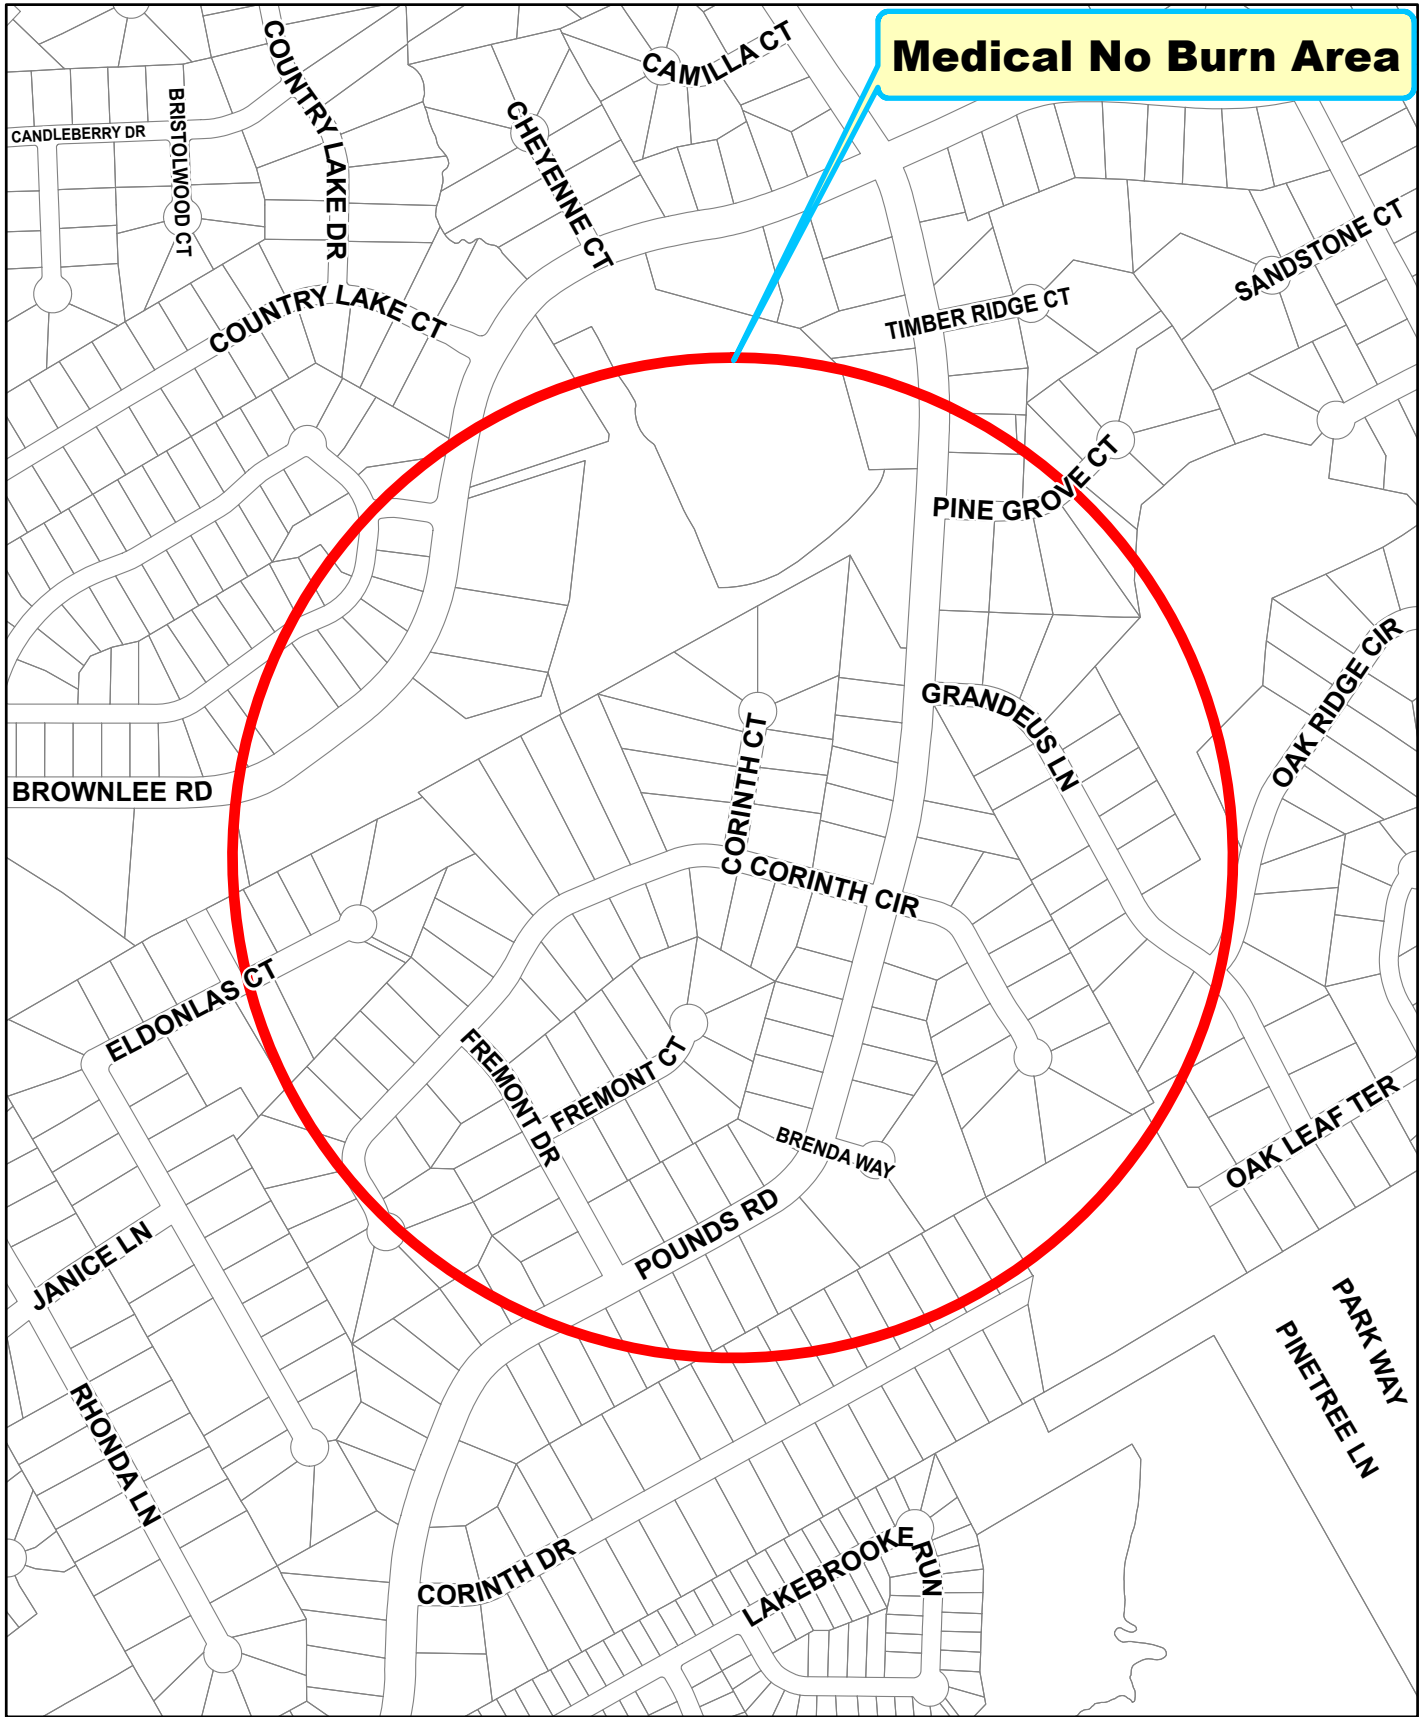 Medical No Burn Area
COUNTRY LAKE DR
CAMILLA CT
BRISTOLWOOD CT
CANDLEBERRY DR
CHEYENNE CT
SANDSTONE CT
COUNTRY LAKE CT
TIMBER RIDGE CT
PINE GROVE CT
OAK RIDGE CIR
GRANDEUS LN
CORINTH CT
BROWNLEE RD
CORINTH CIR
ELDONLAS CT
FREMONT DR
FREMONT CT
BRENDA WAY
OAK LEAF TER
POUNDS RD
JANICE LN
PARK WAY
PINETREE LN
RHONDA LN
CORINTH DR
LAKEBROOKE RUN